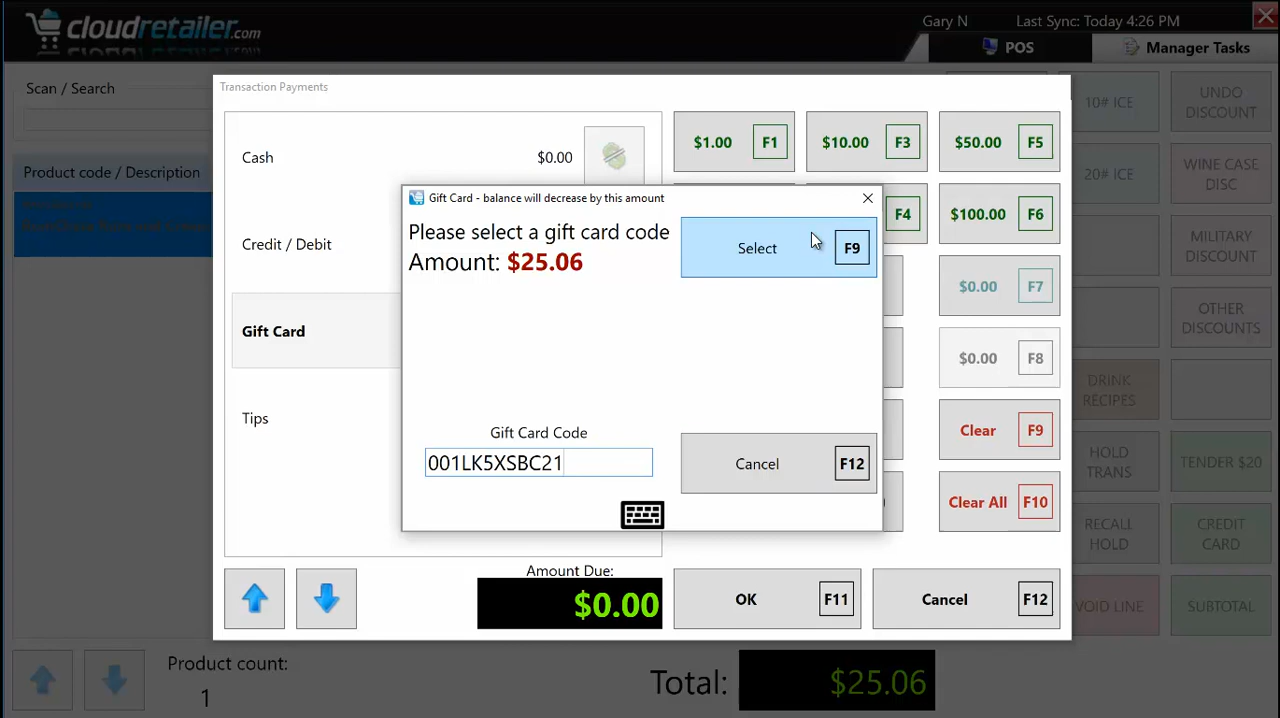 cloudretailer.com
Gary N
Last Sync: Today 4:26 PM
POS
Manager Tasks
Scan / Search
Product code / Description
Transaction Payments
Cash
$0.00
Credit / Debit
Gift Card
Tips
$1.00 F1
$10.00 F3
$50.00 F5
F4
$100.00 F6
$0.00 F7
$0.00 F8
Clear F9
Clear All F10
Gift Card - balance will decrease by this amount
Please select a gift card code
Amount: $25.06
Select F9
Gift Card Code
001LK5XSBC21
Cancel F12
Amount Due:
$0.00
OK F11
Cancel F12
10# ICE
UNDO
DISCOUNT
20# ICE
WINE CASE
DISC
MILITARY
DISCOUNT
OTHER
DISCOUNTS
DRINK
RECIPES
HOLD
TRANS
TENDER $20
RECALL
HOLD
CREDIT
CARD
VOID LINE
SUBTOTAL
Product count:
1
Total:
$25.06